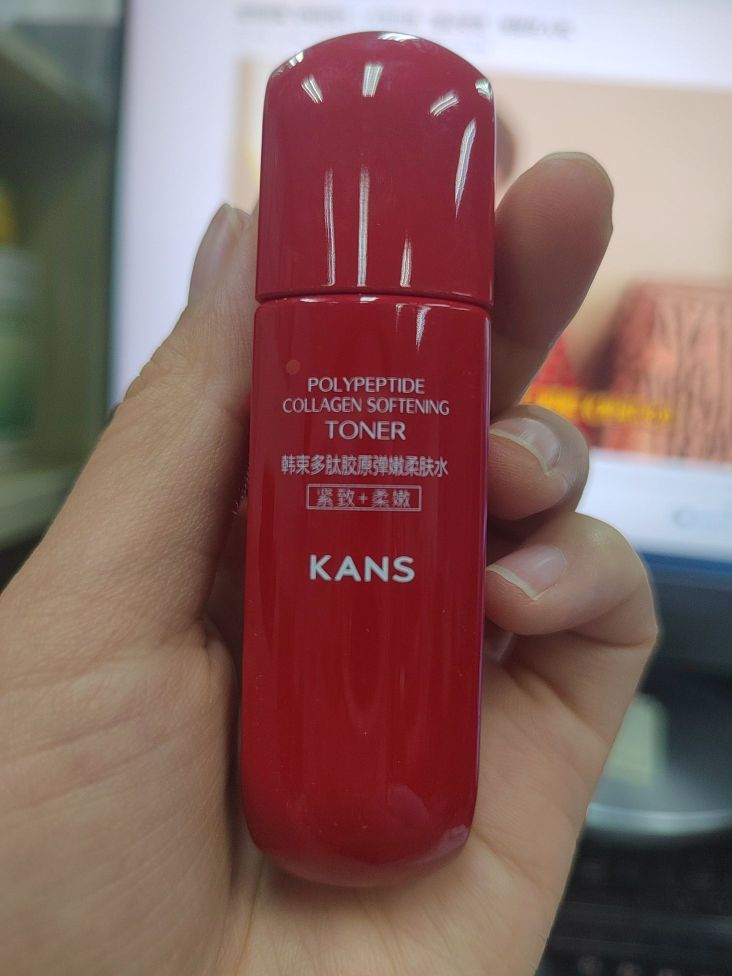 POLYPEPTIDE
COLLAGEN SOFTENING
TONER
韩束多肽胶原弹嫩柔肤水
紧致+柔嫩
KANS